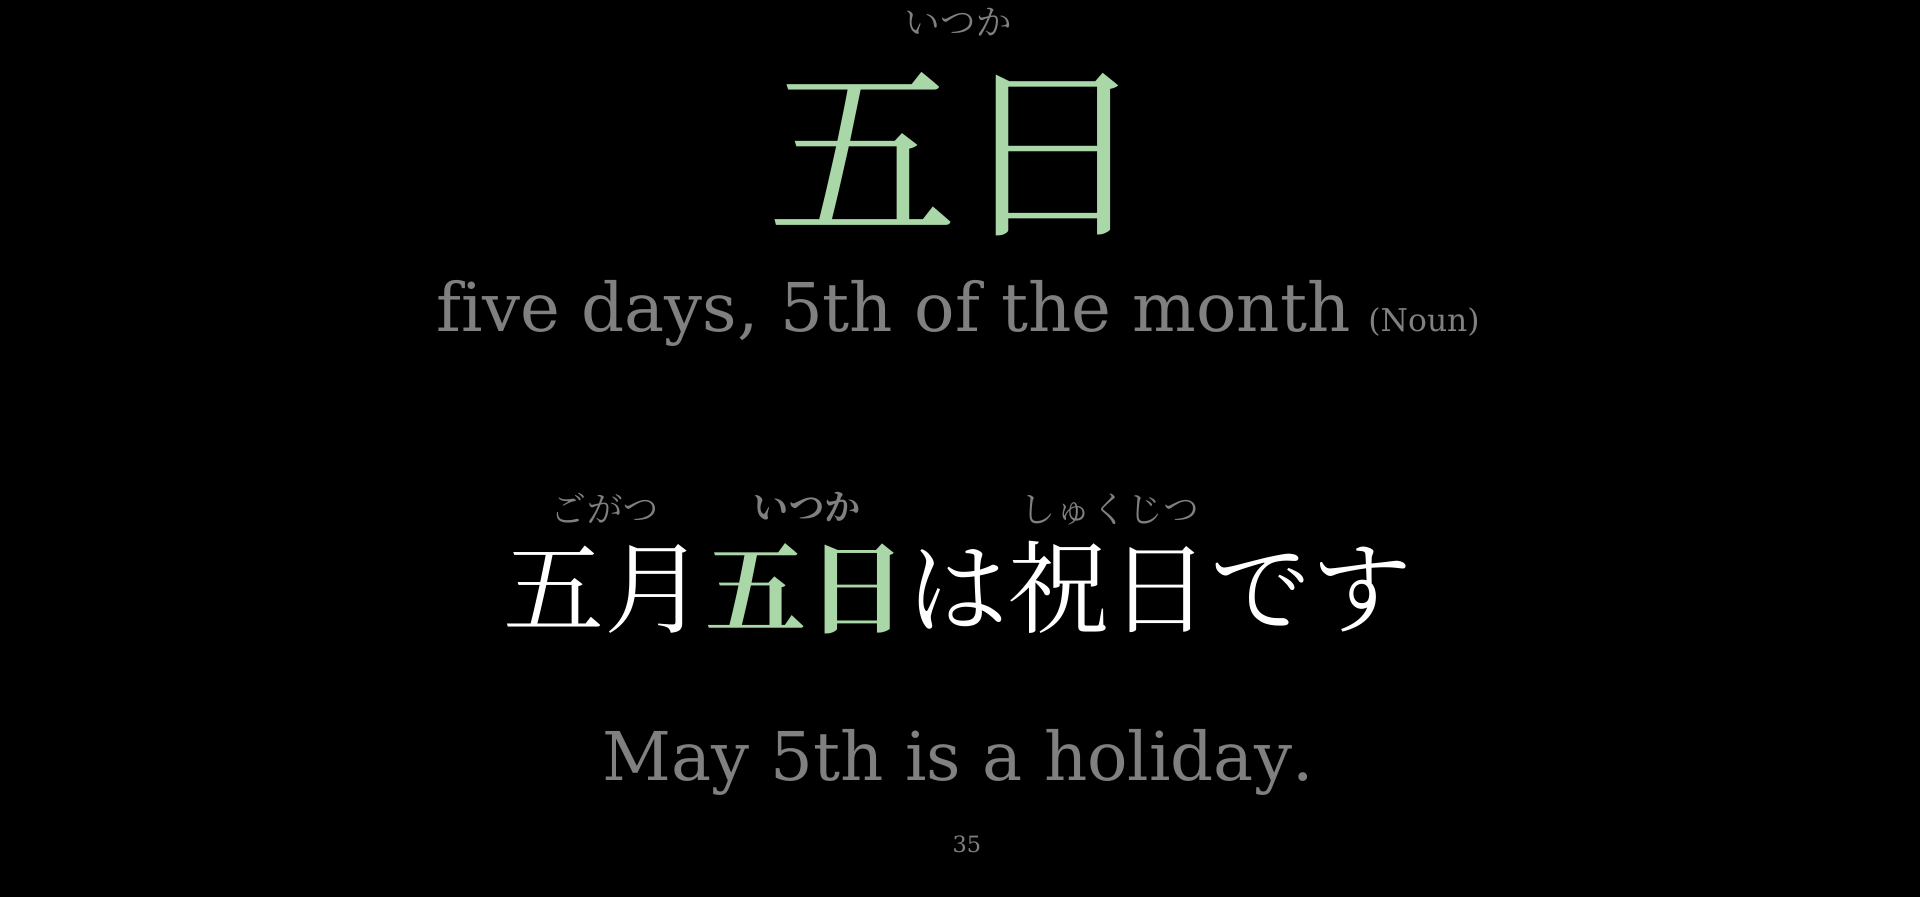 いつか
五日
five days, 5th of the month (Noun)
ごがつ いつか しゅくじつ
五月五日は祝日です
May 5th is a holiday.
35